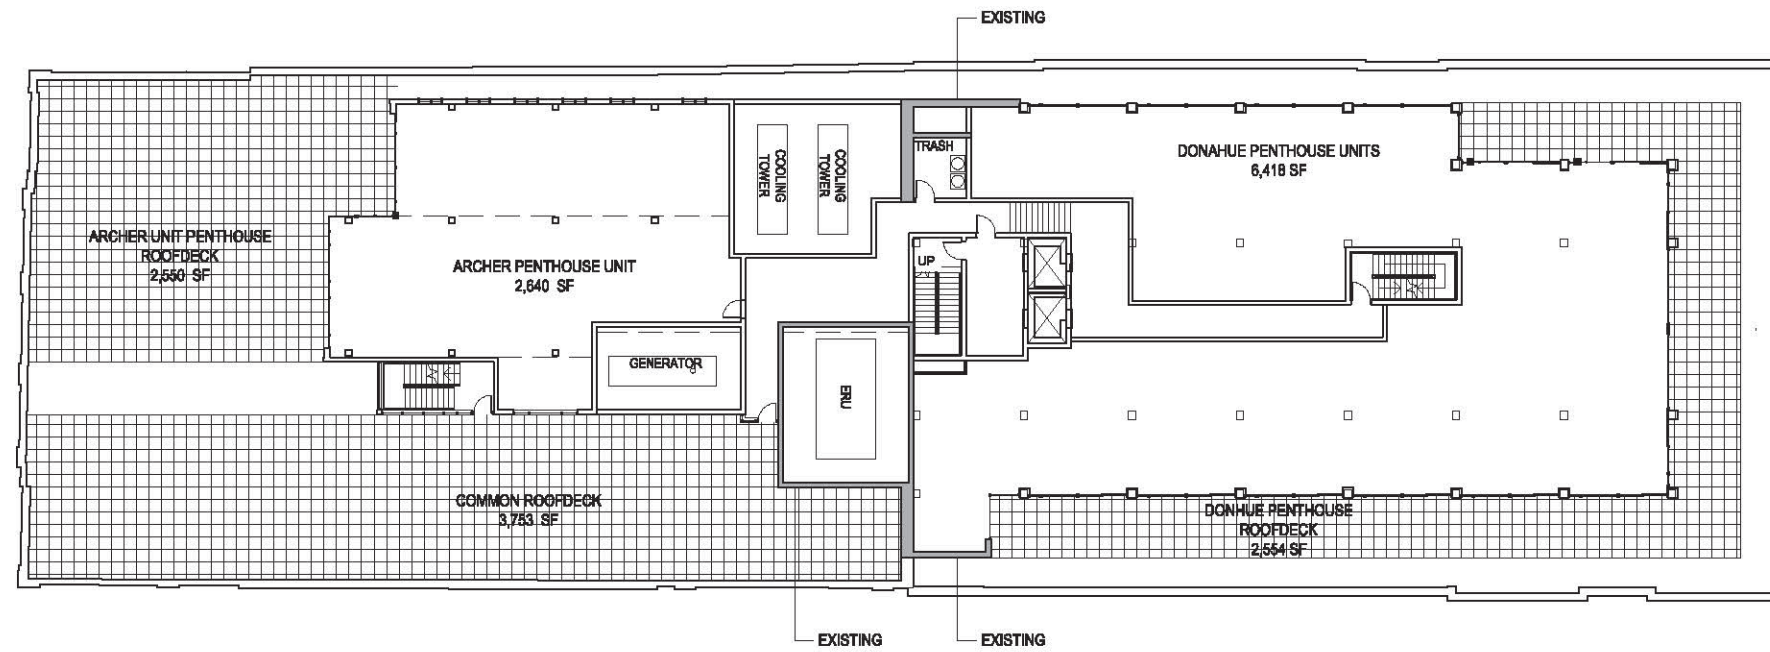 EXISTING
TRASH
DONAHUE PENTHOUSE UNITS
6,418 SF
COOLING
TOWER
COOLING
TOWER
ARCHER UNIT PENTHOUSE
ROOFDECK
2,550 SF
ARCHER PENTHOUSE UNIT
2,640 SF
UP
GENERATOR
ERU
COMMON ROOFDECK
3,753 SF
DONHUE PENTHOUSE
ROOFDECK
2,554 SF
EXISTING
EXISTING